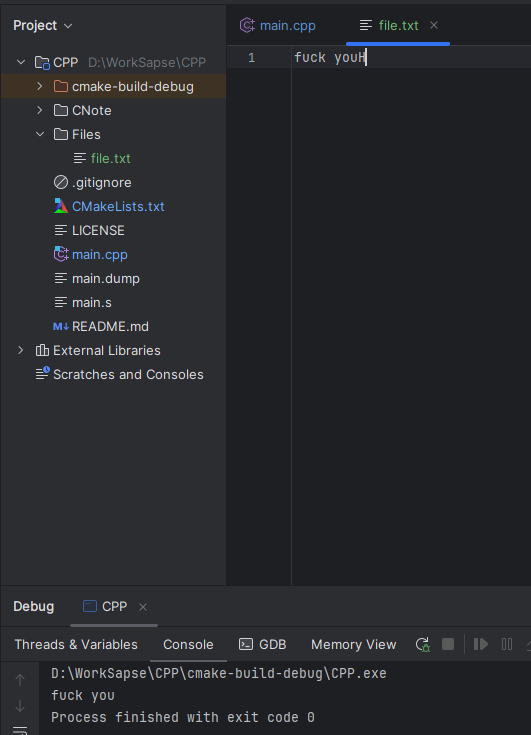 Project
main.cpp
file.txt
CPP D:\WorkSapse\CPP
cmake-build-debug
CNote
Files
file.txt
.gitignore
CMakeLists.txt
LICENSE
main.cpp
main.dump
main.s
README.md
External Libraries
Scratches and Consoles
1 fuck youH
Debug CPP
Threads & Variables Console GDB Memory View
D:\WorkSapse\CPP\cmake-build-debug\CPP.exe
fuck you
Process finished with exit code 0